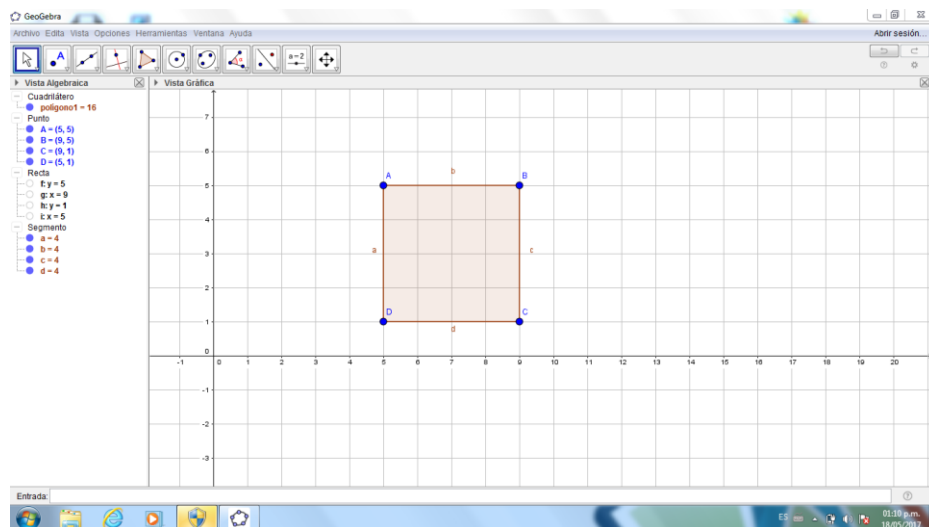 GeoGebra
Archivo Edita Vista Opciones Herramientas Ventana Ayuda
Abrir sesión...
A
α
a=2
Vista Algebraica
Vista Gráfica
Cuadrilátero
polígono1 = 16
Punto
A = (5, 5)
B = (9, 5)
C = (9, 1)
D = (5, 1)
Recta
f: y = 5
g: x = 9
h: y = 1
i: x = 5
Segmento
a = 4
b = 4
c = 4
d = 4
7
6
5
4
3
2
1
0
-1
-2
-3
A
b
B
a
c
D
C
d
-1 0 1 2 3 4 5 6 7 8 9 10 11 12 13 14 15 16 17 18 19 20
Entrada:
ES
01:10 p.m.
18/05/2017